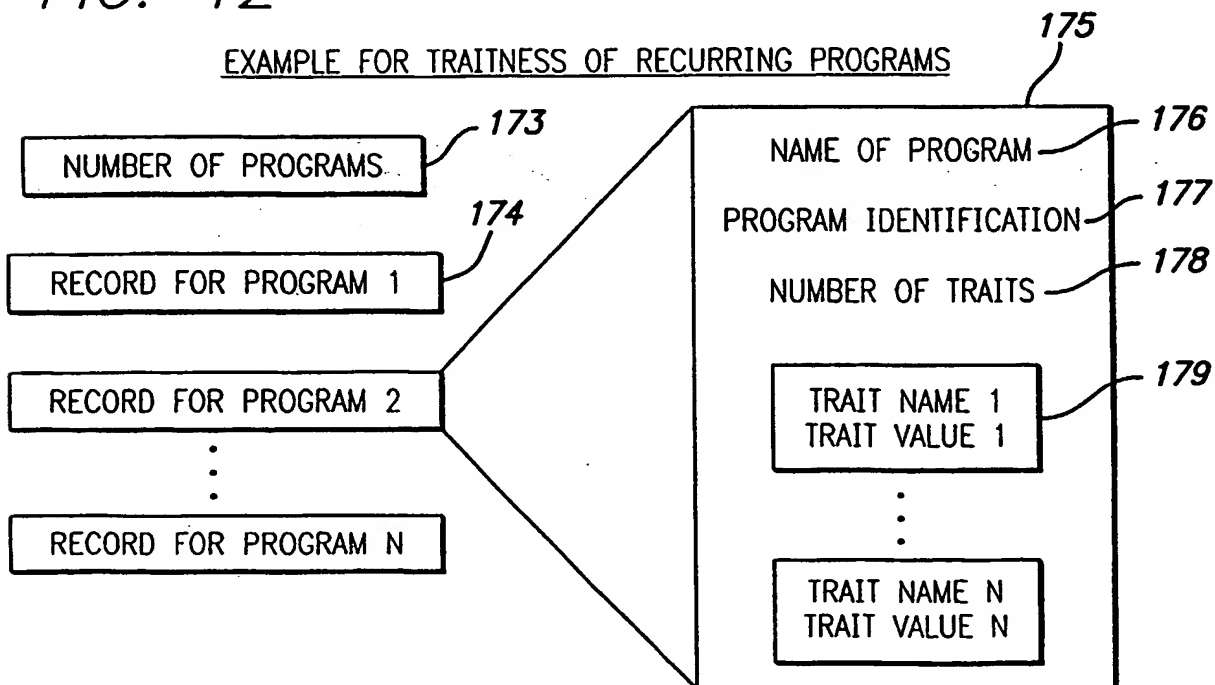 FIG. 12
EXAMPLE FOR TRAITNESS OF RECURRING PROGRAMS
173
NUMBER OF PROGRAMS
174
RECORD FOR PROGRAM 1
RECORD FOR PROGRAM 2
RECORD FOR PROGRAM N
175
NAME OF PROGRAM
176
PROGRAM IDENTIFICATION
177
NUMBER OF TRAITS
178
TRAIT NAME 1
TRAIT VALUE 1
179
TRAIT NAME N
TRAIT VALUE N